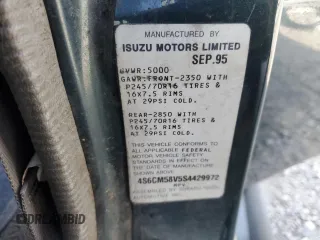 MANUFACTURED BY
ISUZU MOTORS LIMITED
SEP.95
GVWR:5000
GAWR:FRONT-2350 WITH
P245/70R16 TIRES &
16X7.5 RIMS
AT 29PSI COLD.
REAR-2850 WITH
P245/70R16 TIRES &
16X7.5 RIMS
AT 29PSI COLD.
THIS VEHICLE CONFORMS TO
ALL APPLICABLE FEDERAL
MOTOR VEHICLE SAFETY
STANDARDS IN EFFECT ON
THE DATE OF MANUFACTURE
SHOWN ABOVE.
4S6CM58V5S4429972
MPV